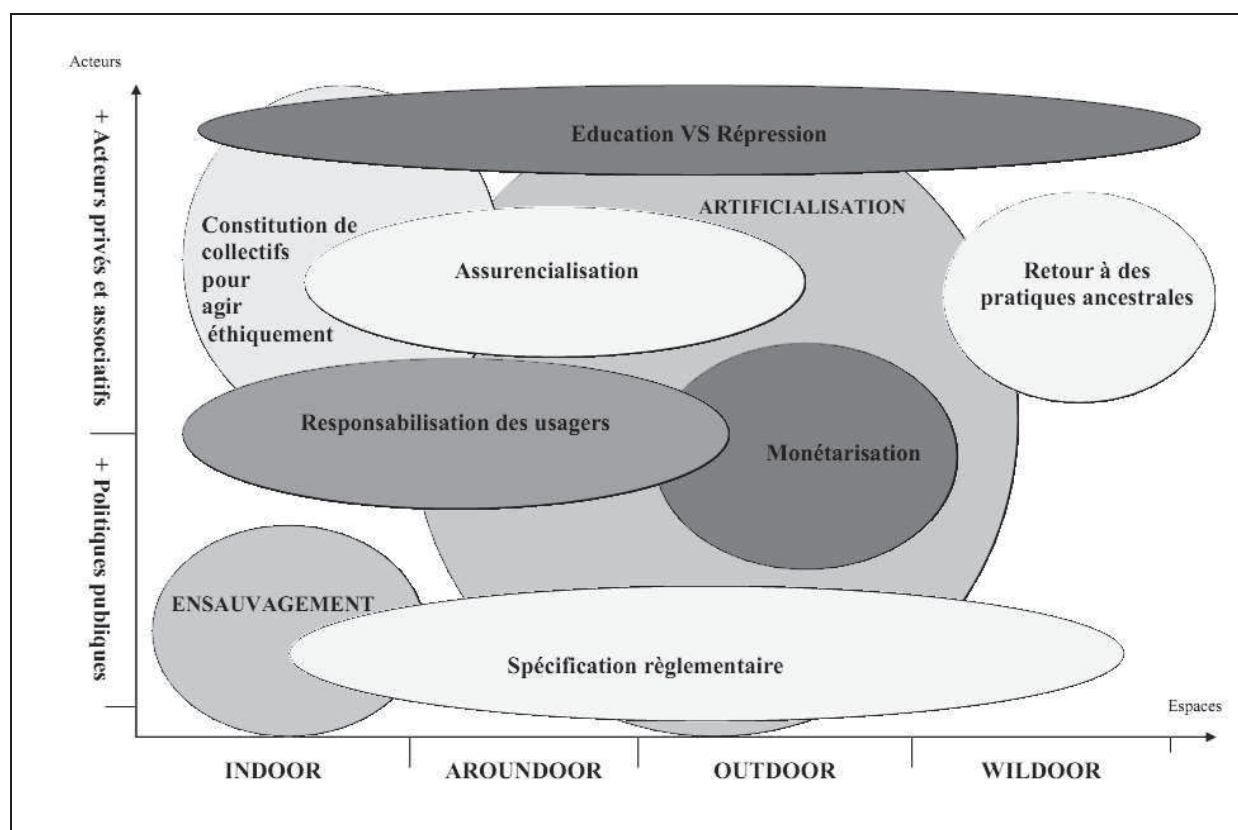 Acteurs
+ Acteurs privés et associatifs
+ Politiques publiques
Education VS Répression
ARTIFICIALISATION
Constitution de
collectifs
pour
agir
éthiquement
Assurencialisation
Retour à des
pratiques ancestrales
Responsabilisation des usagers
Monétarisation
ENSAUVAGEMENT
Spécification règlementaire
Espaces
INDOOR
AROUNDOOR
OUTDOOR
WILDOOR